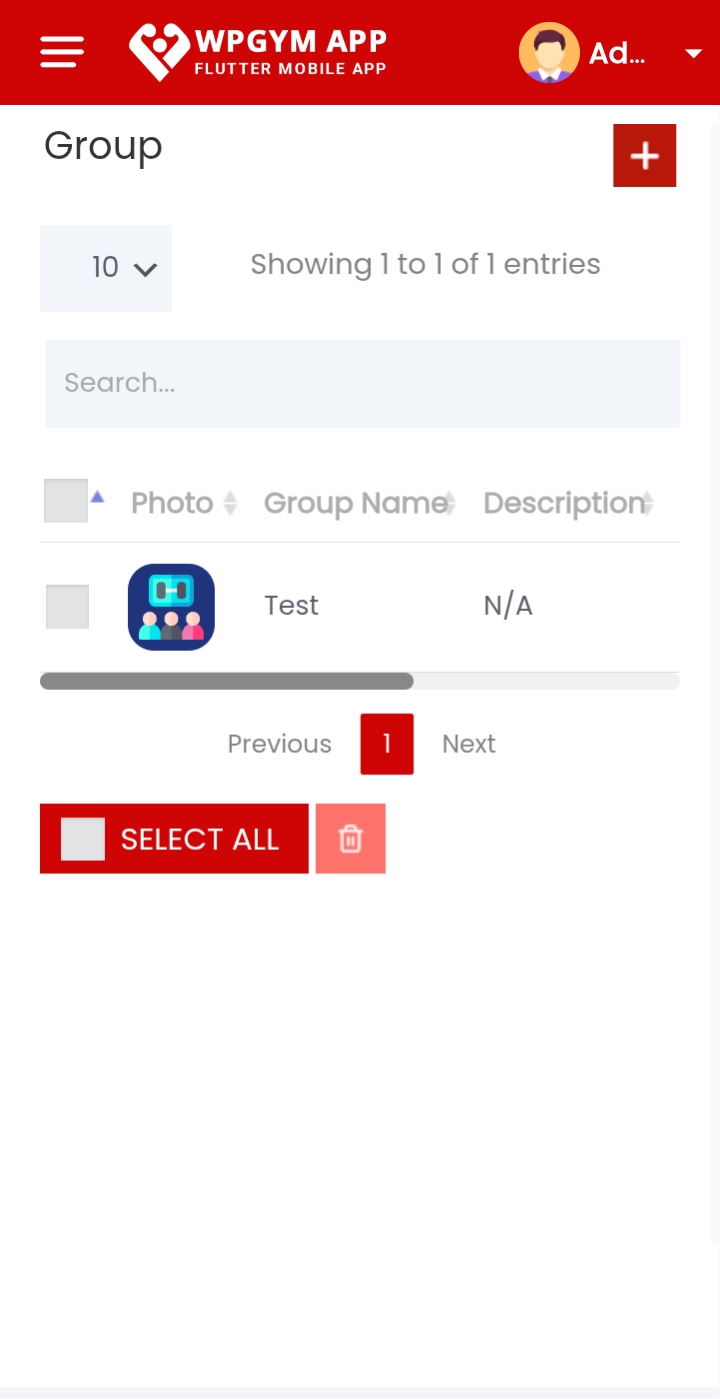 WPGYM APP
FLUTTER MOBILE APP
Ad...
Group
10
Showing 1 to 1 of 1 entries
Search...
Photo Group Name Description
Test N/A
Previous 1 Next
SELECT ALL